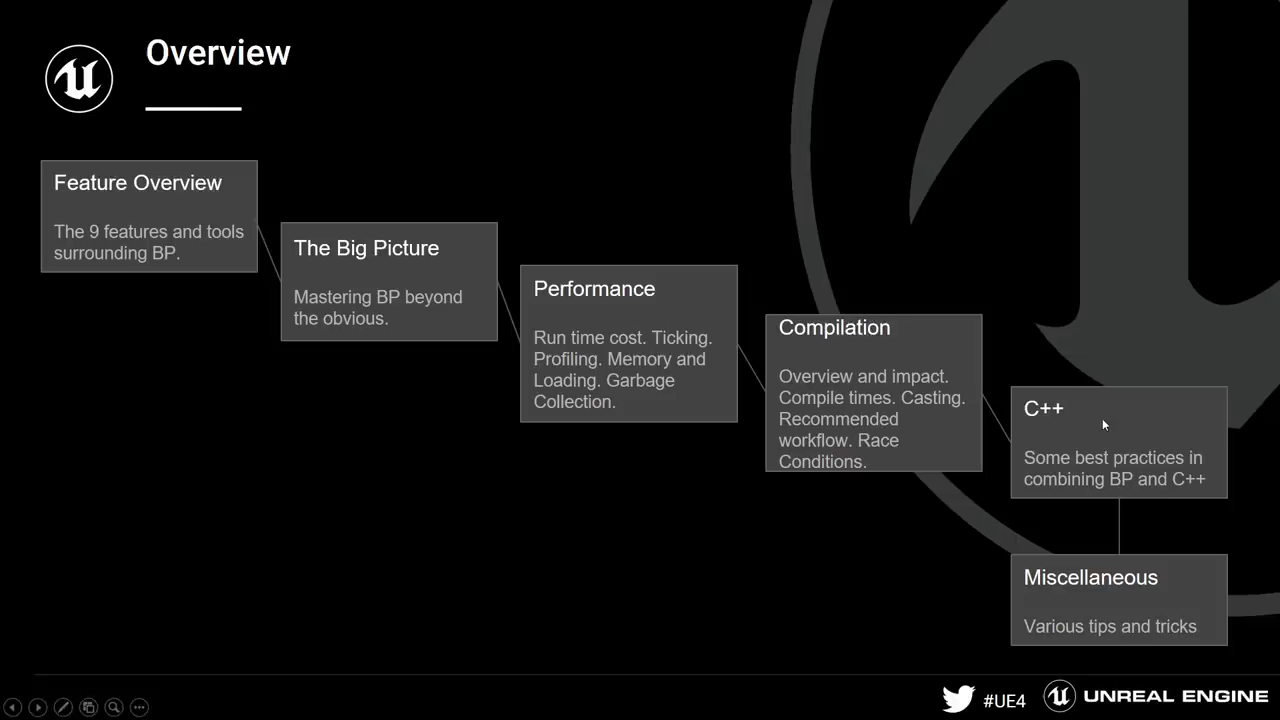 Overview
Feature Overview
The 9 features and tools
surrounding BP.
The Big Picture
Mastering BP beyond
the obvious.
Performance
Run time cost. Ticking.
Profiling. Memory and
Loading. Garbage
Collection.
Compilation
Overview and impact.
Compile times. Casting.
Recommended
workflow. Race
Conditions.
C++
Some best practices in
combining BP and C++
Miscellaneous
Various tips and tricks
#UE4
UNREAL ENGINE